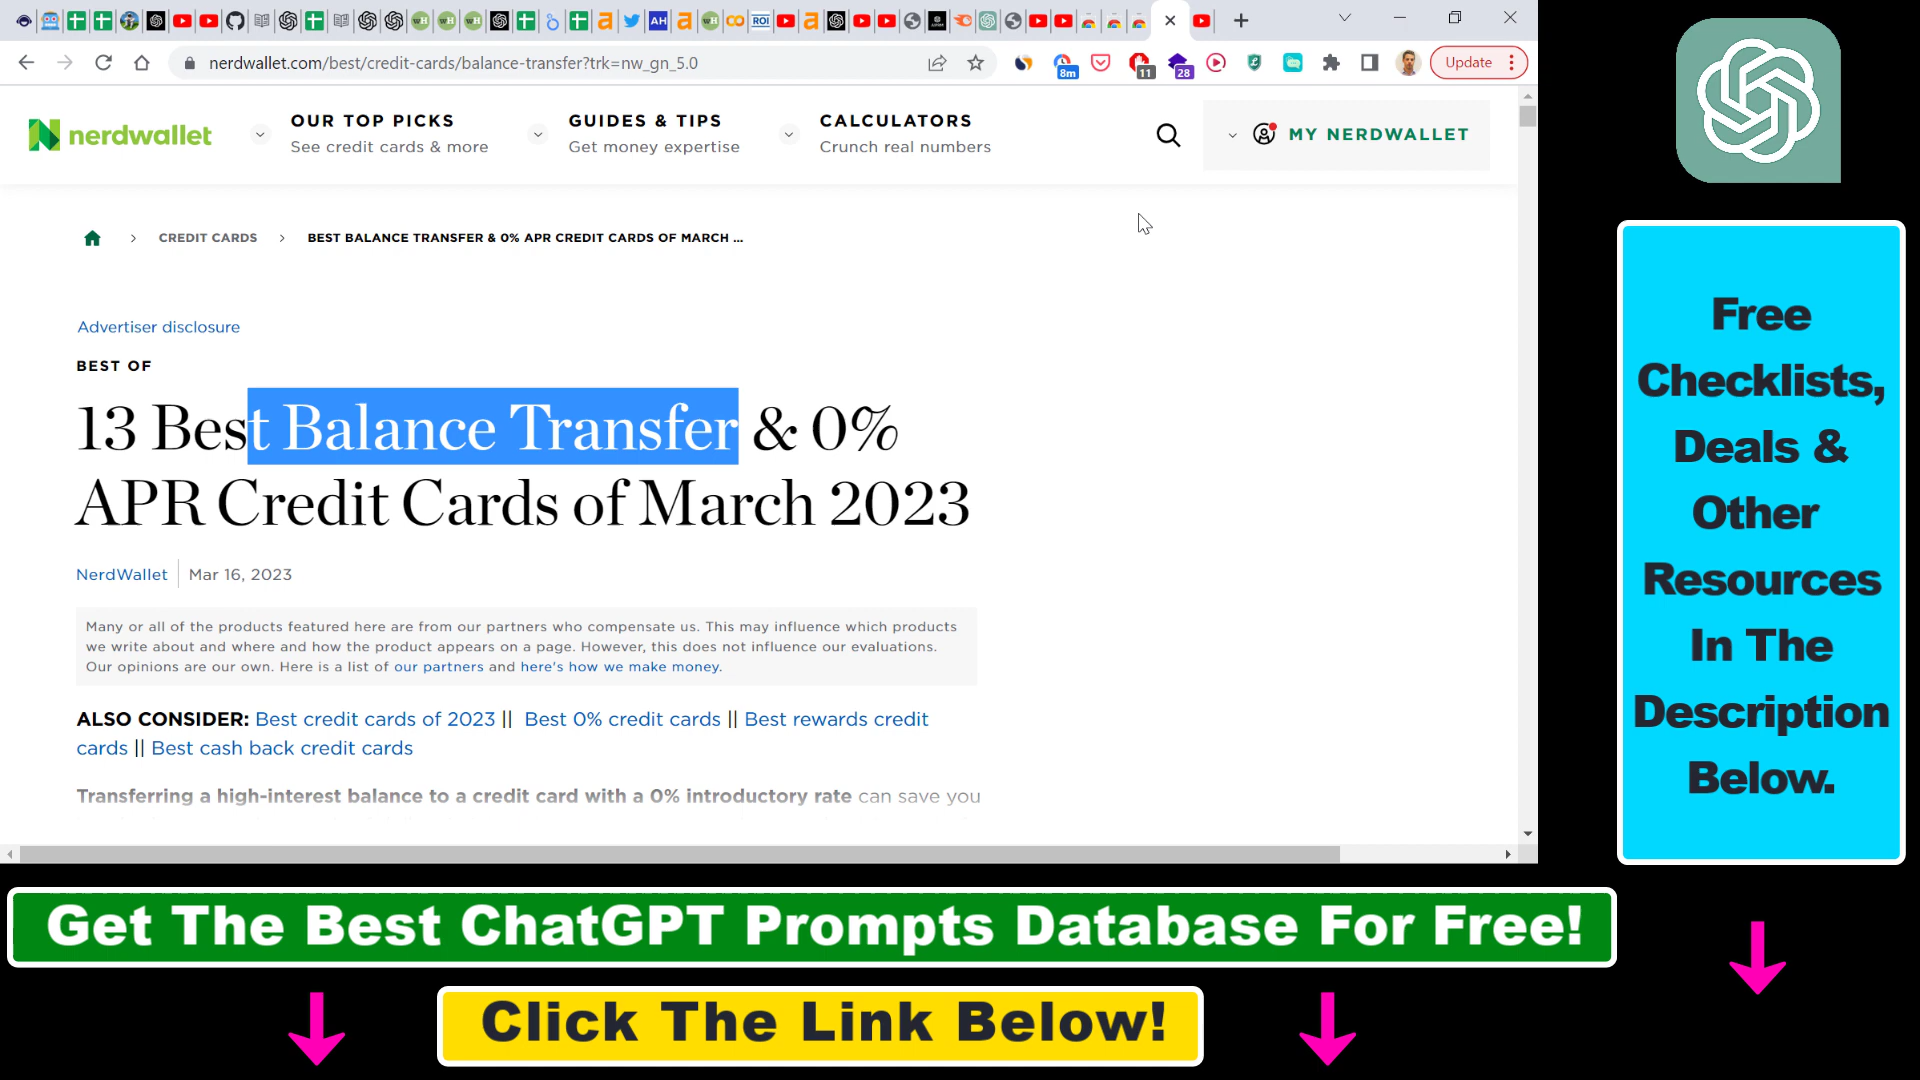 nerdwallet.com/best/credit-cards/balance-transfer?trk=nw_gn_5.0
8m
11
28
Update
nerdwallet
OUR TOP PICKS
See credit cards & more
GUIDES & TIPS
Get money expertise
CALCULATORS
Crunch real numbers
MY NERDWALLET
CREDIT CARDS
BEST BALANCE TRANSFER & 0% APR CREDIT CARDS OF MARCH ...
Advertiser disclosure
BEST OF
13 Best Balance Transfer & 0%
APR Credit Cards of March 2023
NerdWallet
Mar 16, 2023
Many or all of the products featured here are from our partners who compensate us. This may influence which products
we write about and where and how the product appears on a page. However, this does not influence our evaluations.
Our opinions are our own. Here is a list of our partners and here's how we make money.
ALSO CONSIDER: Best credit cards of 2023 || Best 0% credit cards || Best rewards credit
cards || Best cash back credit cards
Transferring a high-interest balance to a credit card with a 0% introductory rate can save you
Free
Checklists,
Deals &
Other
Resources
In The
Description
Below.
Get The Best ChatGPT Prompts Database For Free!
Click The Link Below!